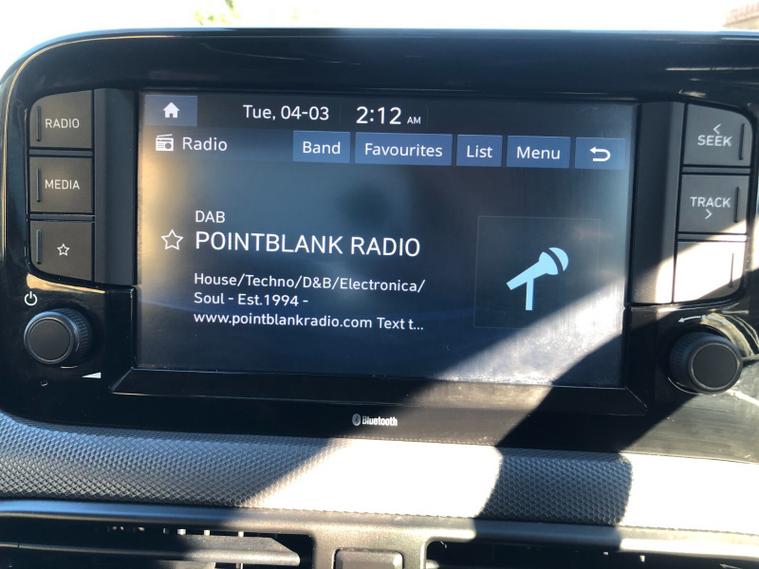 Tue, 04-03 2:12 AM
RADIO
MEDIA
Radio Band Favourites List Menu
DAB
POINTBLANK RADIO
House/Techno/D&B/Electronica/
Soul - Est.1994 -
www.pointblankradio.com Text t...
< SEEK
TRACK >
Bluetooth